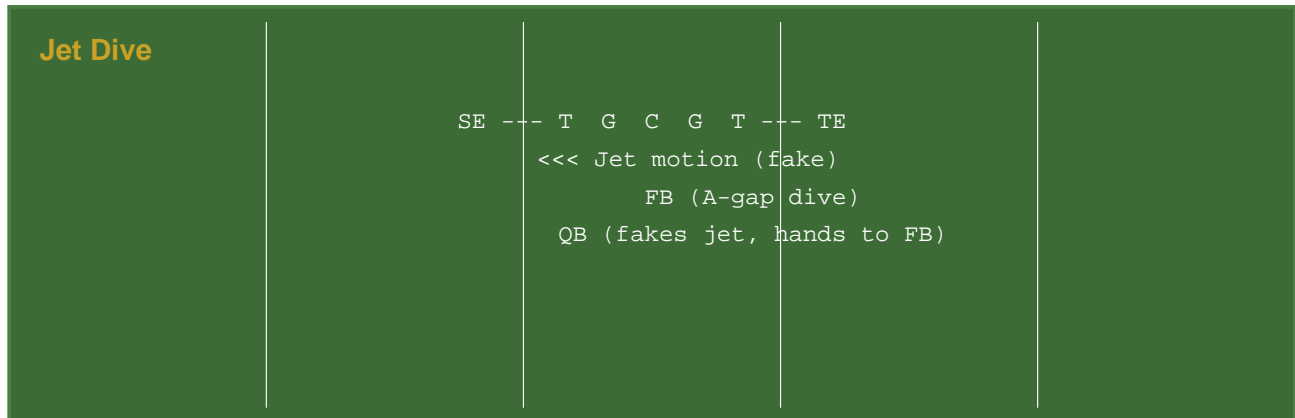 Jet Dive
SE --- T G C G T --- TE
<<< Jet motion (fake)
FB (A-gap dive)
QB (fakes jet, hands to FB)